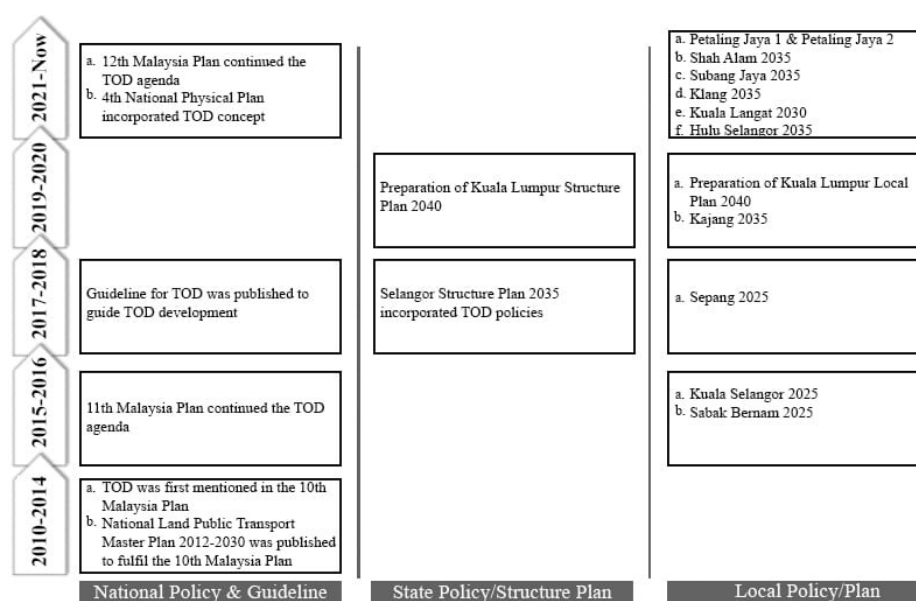 2021-Now
a. 12th Malaysia Plan continued the
TOD agenda
b. 4th National Physical Plan
incorporated TOD concept
a. Petaling Jaya 1 & Petaling Jaya 2
b. Shah Alam 2035
c. Subang Jaya 2035
d. Klang 2035
e. Kuala Langat 2030
f. Hulu Selangor 2035
2019-2020
Preparation of Kuala Lumpur Structure
Plan 2040
a. Preparation of Kuala Lumpur Local
Plan 2040
b. Kajang 2035
2017-2018
Guideline for TOD was published to
guide TOD development
Selangor Structure Plan 2035
incorporated TOD policies
a. Sepang 2025
2015-2016
11th Malaysia Plan continued the TOD
agenda
a. Kuala Selangor 2025
b. Sabak Bernam 2025
2010-2014
a. TOD was first mentioned in the 10th
Malaysia Plan
b. National Land Public Transport
Master Plan 2012-2030 was published
to fulfil the 10th Malaysia Plan
National Policy & Guideline
State Policy/Structure Plan
Local Policy/Plan